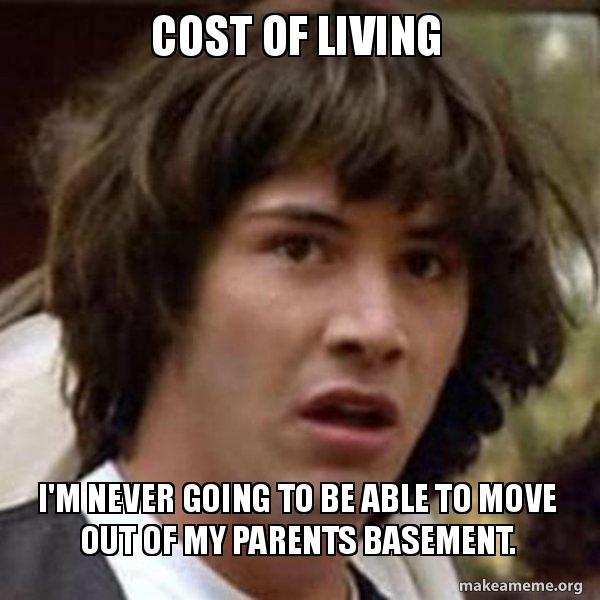 COST OF LIVING
I'M NEVER GOING TO BE ABLE TO MOVE
OUT OF MY PARENTS BASEMENT.
makeameme.org